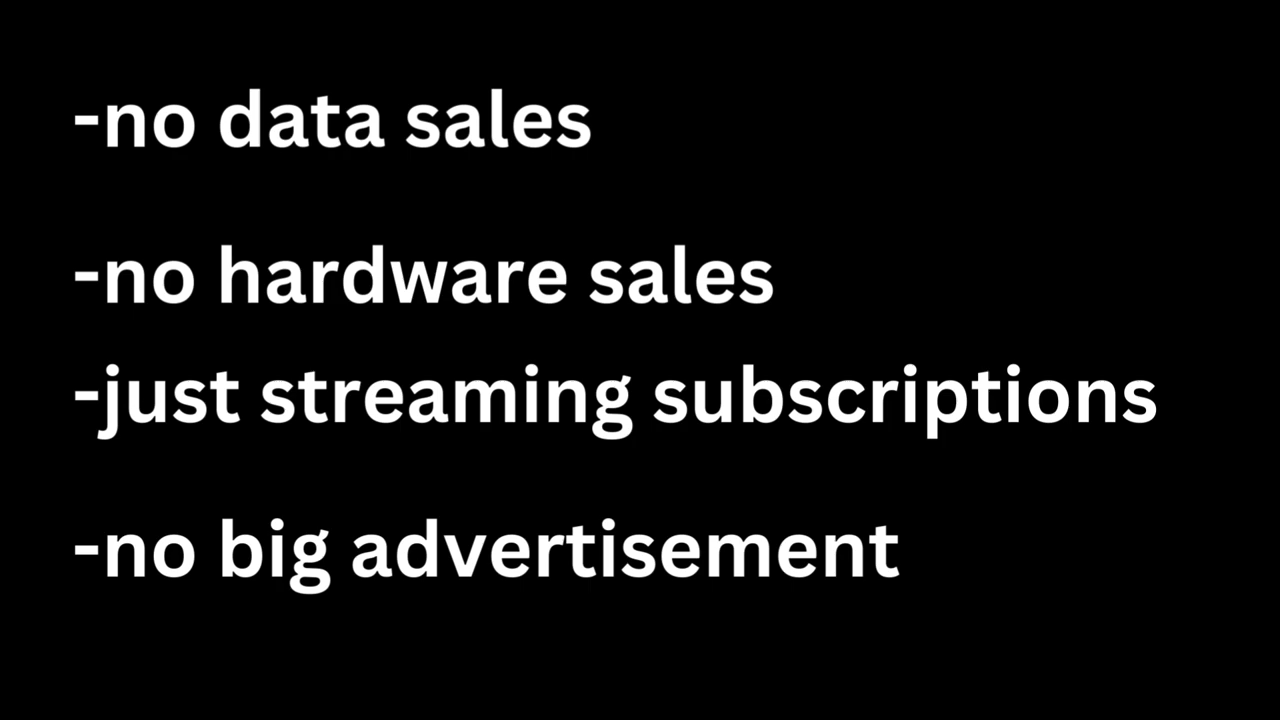 -no data sales
-no hardware sales
-just streaming subscriptions
-no big advertisement